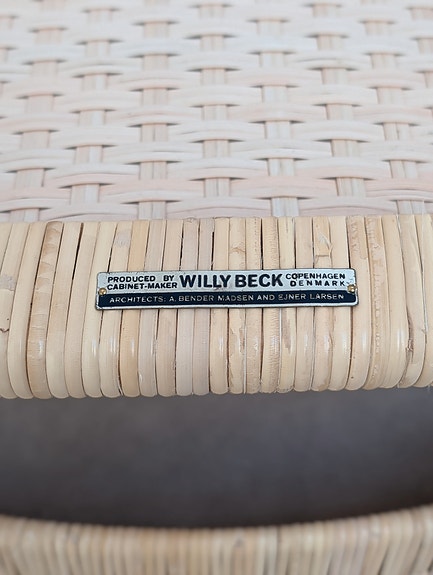 PRODUCED BY WILLY BECK COPENHAGEN
CABINET-MAKER DENMARK
ARCHITECTS: A. BENDER MADSEN AND EJNER LARSEN